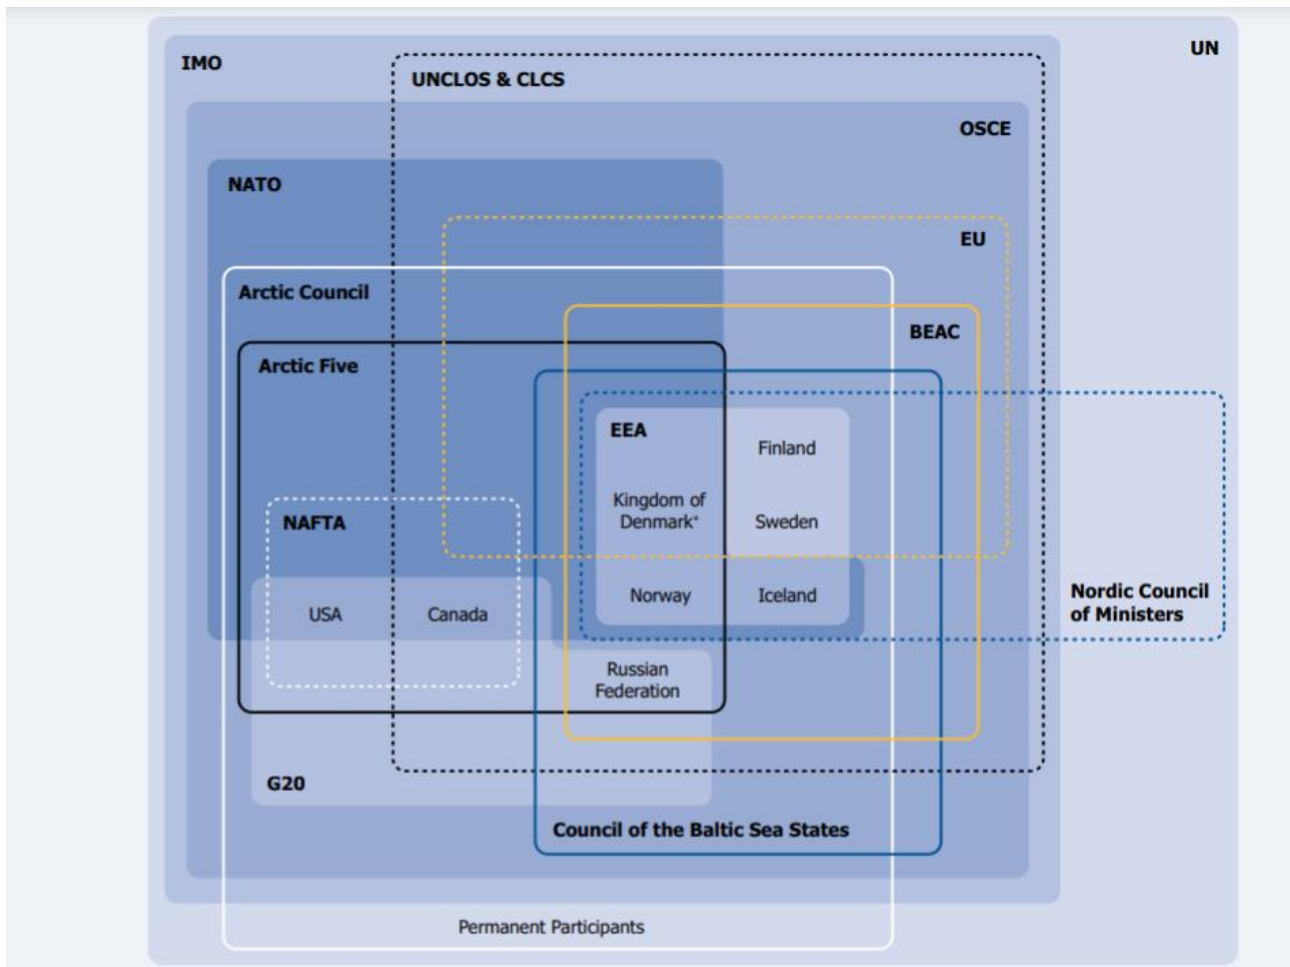 UN
IMO
UNCLOS & CLCS
OSCE
NATO
EU
Arctic Council
BEAC
Arctic Five
EEA
Finland
Kingdom of
Denmark*
Sweden
NAFTA
Norway
Iceland
Nordic Council
of Ministers
USA
Canada
Russian
Federation
G20
Council of the Baltic Sea States
Permanent Participants